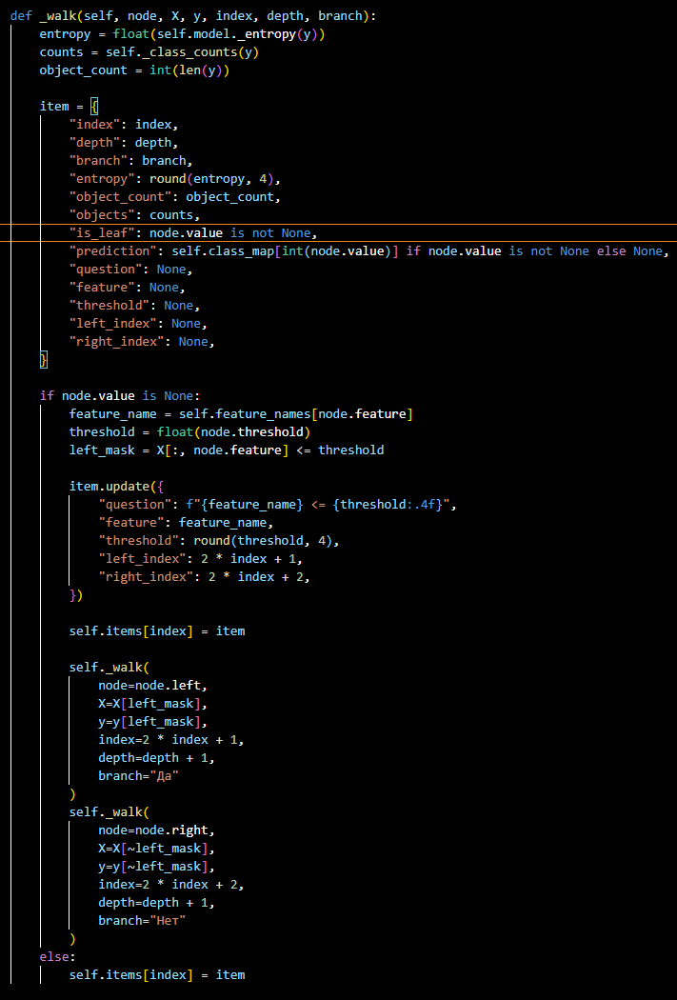 def _walk(self, node, X, y, index, depth, branch):
    entropy = float(self.model._entropy(y))
    counts = self._class_counts(y)
    object_count = int(len(y))

    item = {
        "index": index,
        "depth": depth,
        "branch": branch,
        "entropy": round(entropy, 4),
        "object_count": object_count,
        "objects": counts,
        "is_leaf": node.value is not None,
        "prediction": self.class_map[int(node.value)] if node.value is not None else None,
        "question": None,
        "feature": None,
        "threshold": None,
        "left_index": None,
        "right_index": None,
    }

    if node.value is None:
        feature_name = self.feature_names[node.feature]
        threshold = float(node.threshold)
        left_mask = X[:, node.feature] <= threshold

        item.update({
            "question": f"{feature_name} <= {threshold:.4f}",
            "feature": feature_name,
            "threshold": round(threshold, 4),
            "left_index": 2 * index + 1,
            "right_index": 2 * index + 2,
        })

        self.items[index] = item

        self._walk(
            node=node.left,
            X=X[left_mask],
            y=y[left_mask],
            index=2 * index + 1,
            depth=depth + 1,
            branch="Да"
        )
        self._walk(
            node=node.right,
            X=X[~left_mask],
            y=y[~left_mask],
            index=2 * index + 2,
            depth=depth + 1,
            branch="Нет"
        )
    else:
        self.items[index] = item